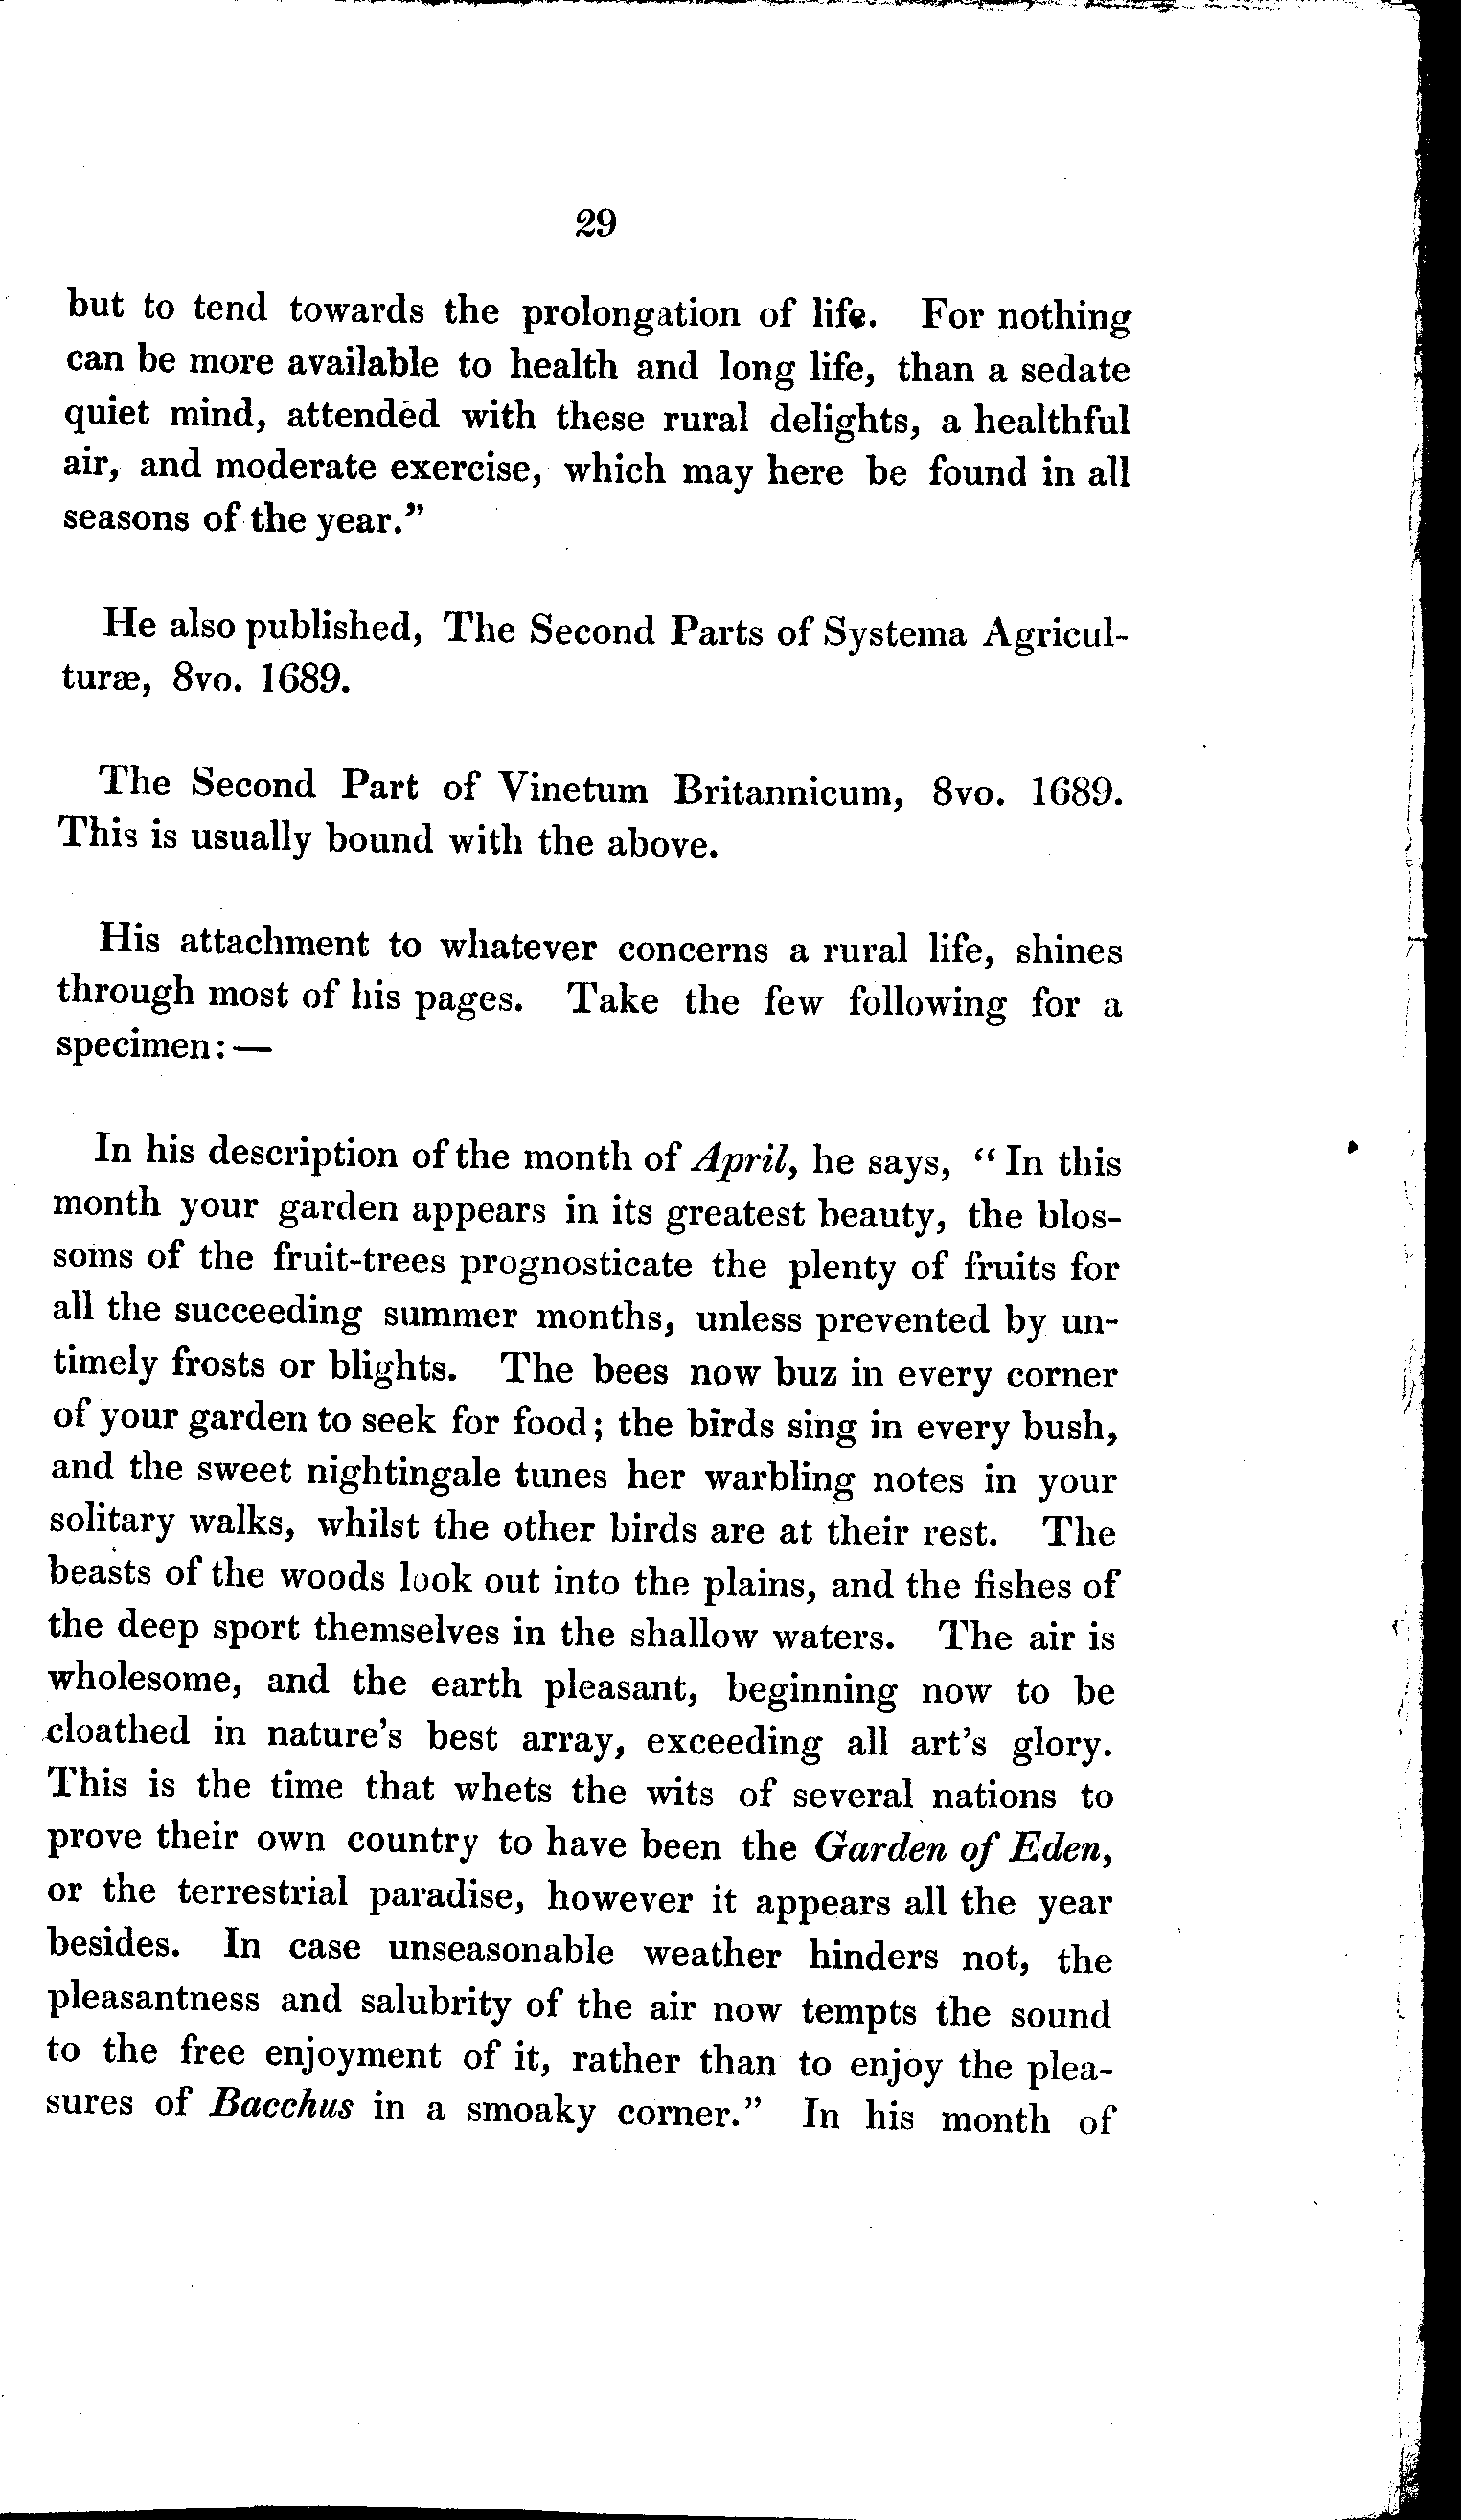 29
but to tend towards the prolongation of life. For nothing
can be more available to health and long life, than a sedate
quiet mind, attended with these rural delights, a healthful
air, and moderate exercise, which may here be found in all
seasons of the year.”
He also published, The Second Parts of Systema Agricul-
turæ, 8vo. 1689.
The Second Part of Vinetum Britannicum, 8vo. 1689.
This is usually bound with the above.
His attachment to whatever concerns a rural life, shines
through most of his pages. Take the few following for a
specimen:—
In his description of the month of April, he says, “In this
month your garden appears in its greatest beauty, the blos-
soms of the fruit-trees prognosticate the plenty of fruits for
all the succeeding summer months, unless prevented by un-
timely frosts or blights. The bees now buz in every corner
of your garden to seek for food; the birds sing in every bush,
and the sweet nightingale tunes her warbling notes in your
solitary walks, whilst the other birds are at their rest. The
beasts of the woods look out into the plains, and the fishes of
the deep sport themselves in the shallow waters. The air is
wholesome, and the earth pleasant, beginning now to be
cloathed in nature's best array, exceeding all art's glory.
This is the time that whets the wits of several nations to
prove their own country to have been the Garden of Eden,
or the terrestrial paradise, however it appears all the year
besides. In case unseasonable weather hinders not, the
pleasantness and salubrity of the air now tempts the sound
to the free enjoyment of it, rather than to enjoy the plea-
sures of Bacchus in a smoaky corner.” In his month of